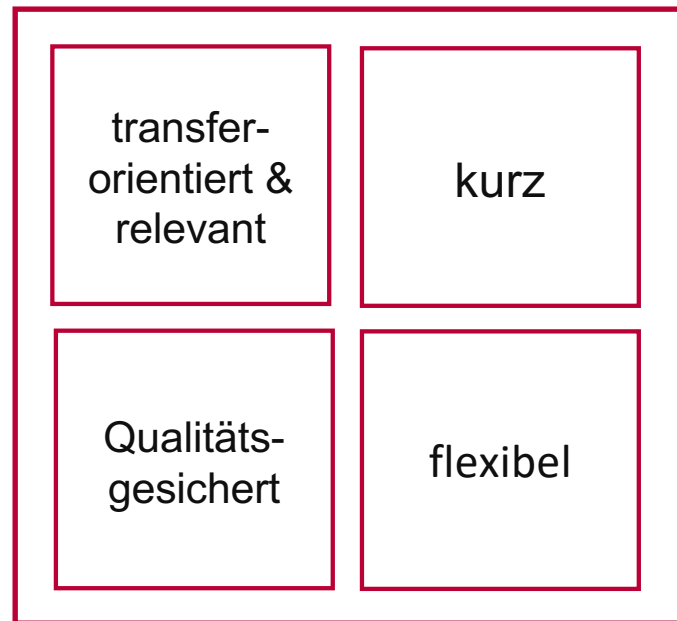 transfer-
orientiert &
relevant
kurz
Qualitäts-
gesichert
flexibel